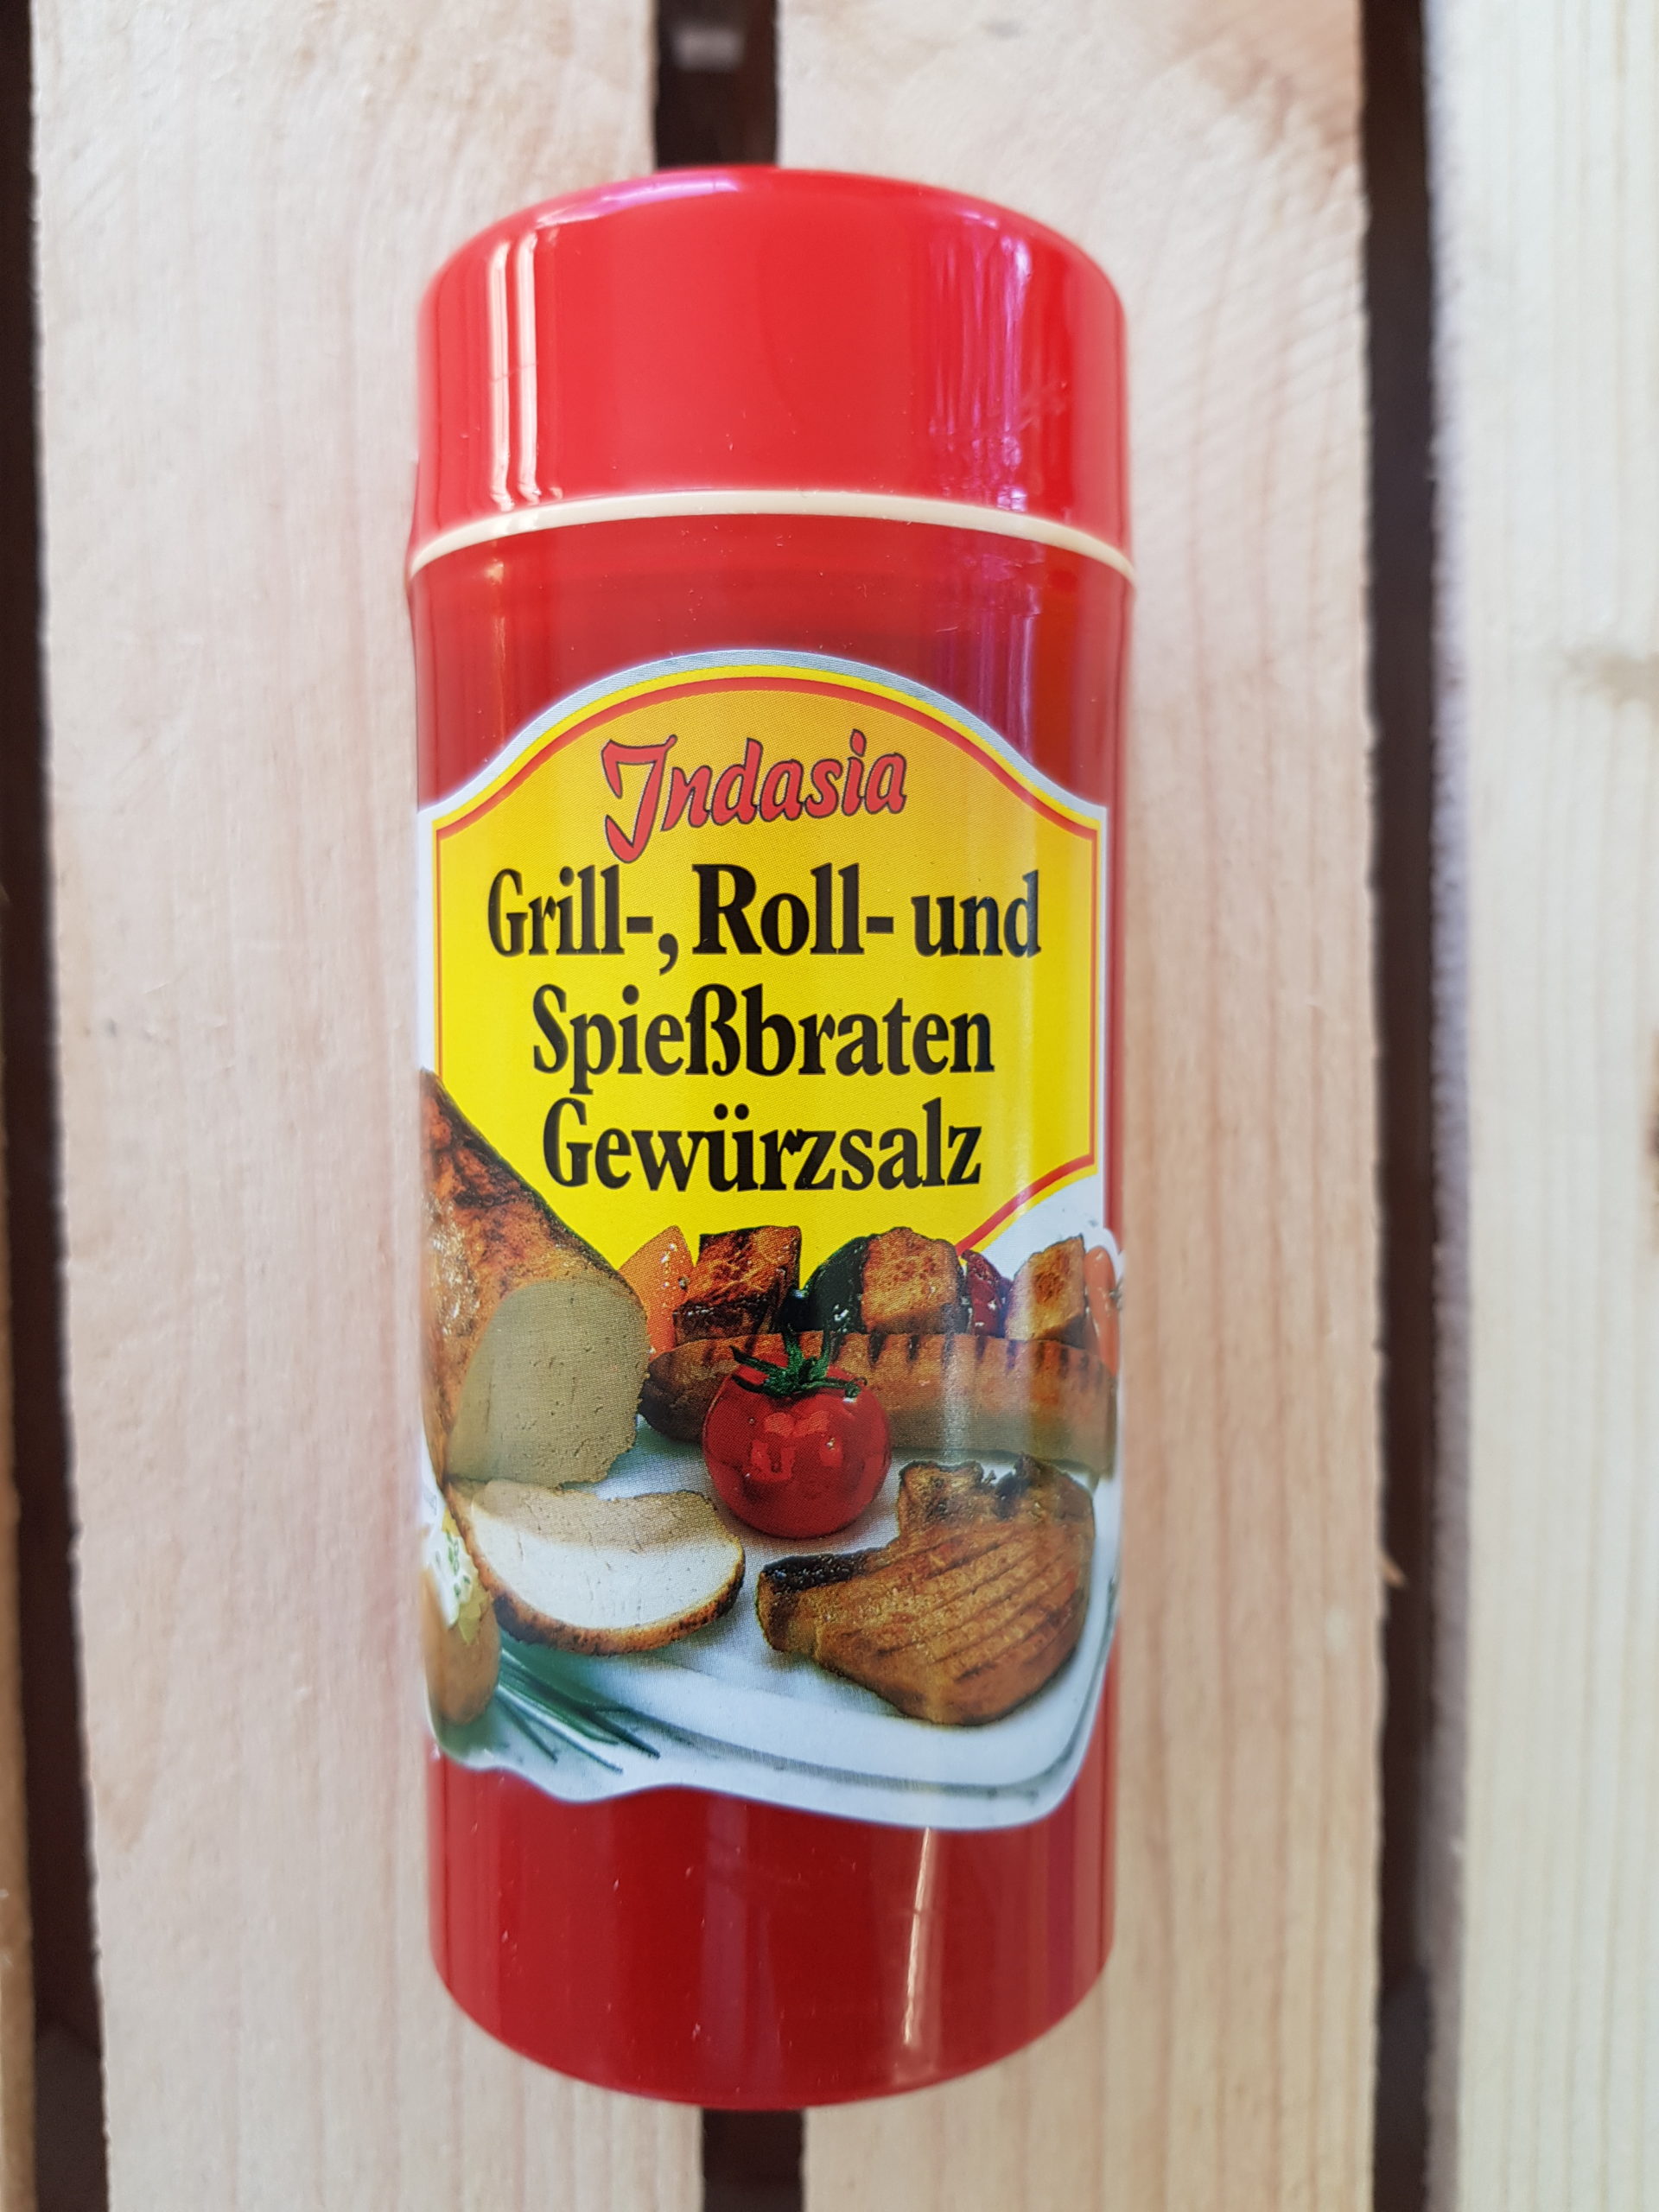 Indasia
Grill-, Roll- und
Spießbraten
Gewürzsalz